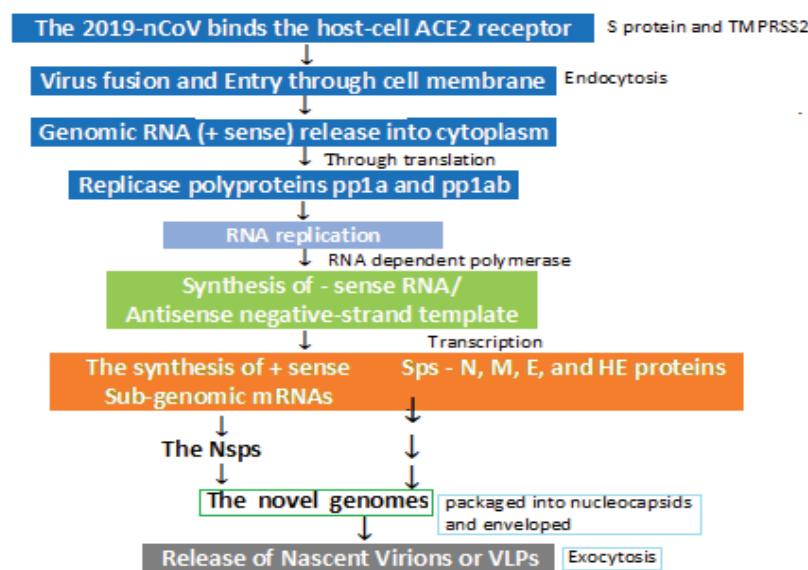 The 2019-nCoV binds the host-cell ACE2 receptor
S protein and TMPRSS2
Virus fusion and Entry through cell membrane
Endocytosis
Genomic RNA (+ sense) release into cytoplasm
Through translation
Replicase polyproteins pp1a and pp1ab
RNA replication
RNA dependent polymerase
Synthesis of - sense RNA/
Antisense negative-strand template
Transcription
The synthesis of + sense
Sub-genomic mRNAs
Sps - N, M, E, and HE proteins
The Nsps
The novel genomes
packaged into nucleocapsids
and enveloped
Release of Nascent Virions or VLPs
Exocytosis